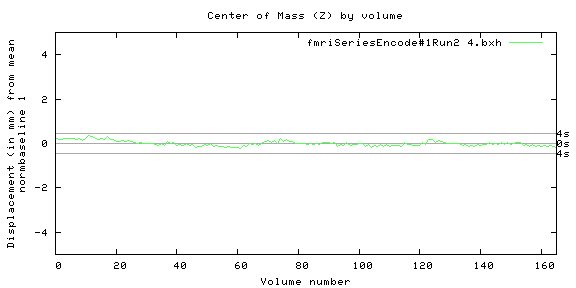 Center of Mass (Z) by volume
fmriSeriesEncode#1Run2 4.bxh
Displacement (in mm) from mean
normbaseline 1
4
2
0
-2
-4
4s
0s
4s
0 20 40 60 80 100 120 140 160
Volume number